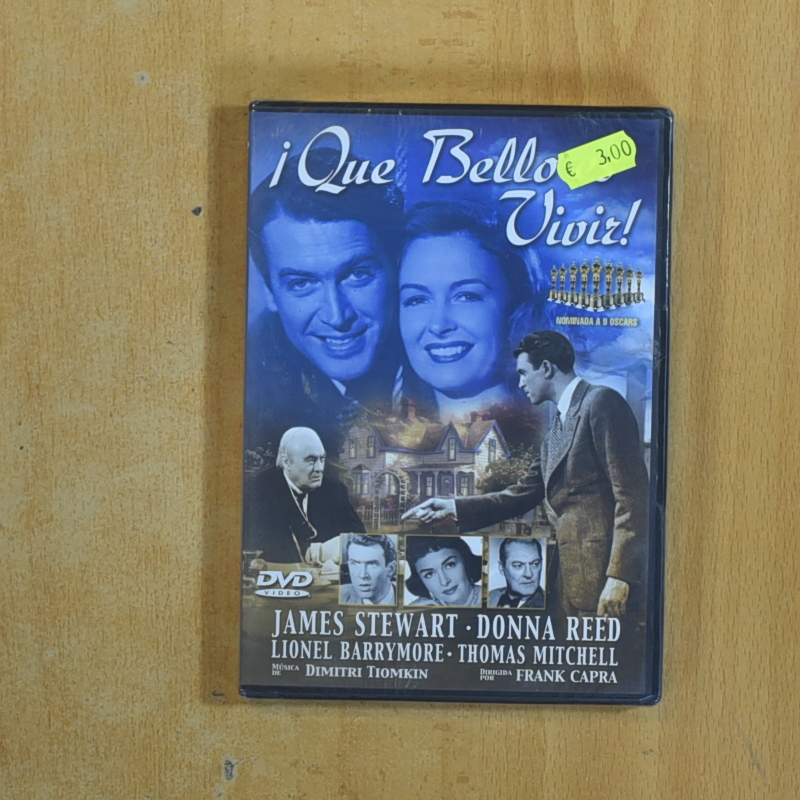 ¡Que Bello
€ 3,00
Vivir!
NOMINADA A 9 OSCARS
DVD
VIDEO
JAMES STEWART · DONNA REED
LIONEL BARRYMORE · THOMAS MITCHELL
MÚSICA DE DIMITRI TIOMKIN
DIRIGIDA POR FRANK CAPRA